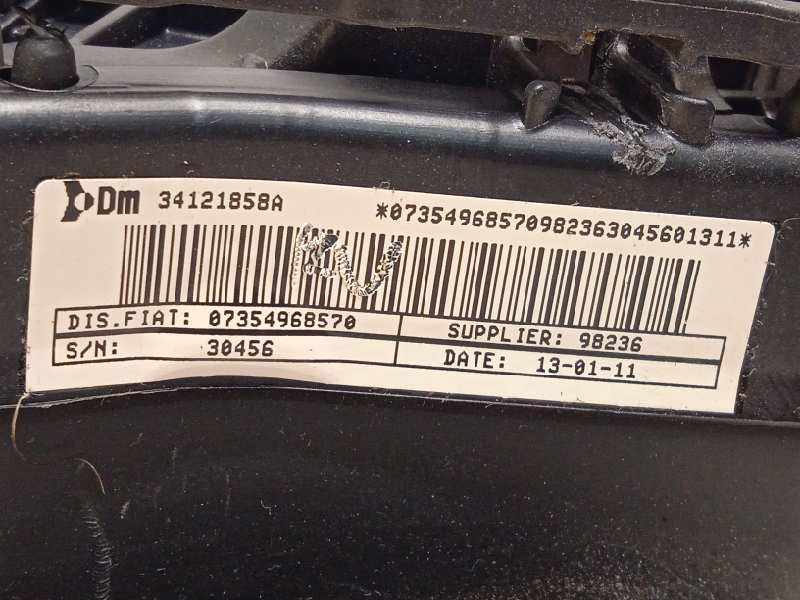 Dm 34121858A *07354968570982363045601311*
DIS.FIAT: 07354968570 SUPPLIER: 98236
S/N: 30456 DATE: 13-01-11